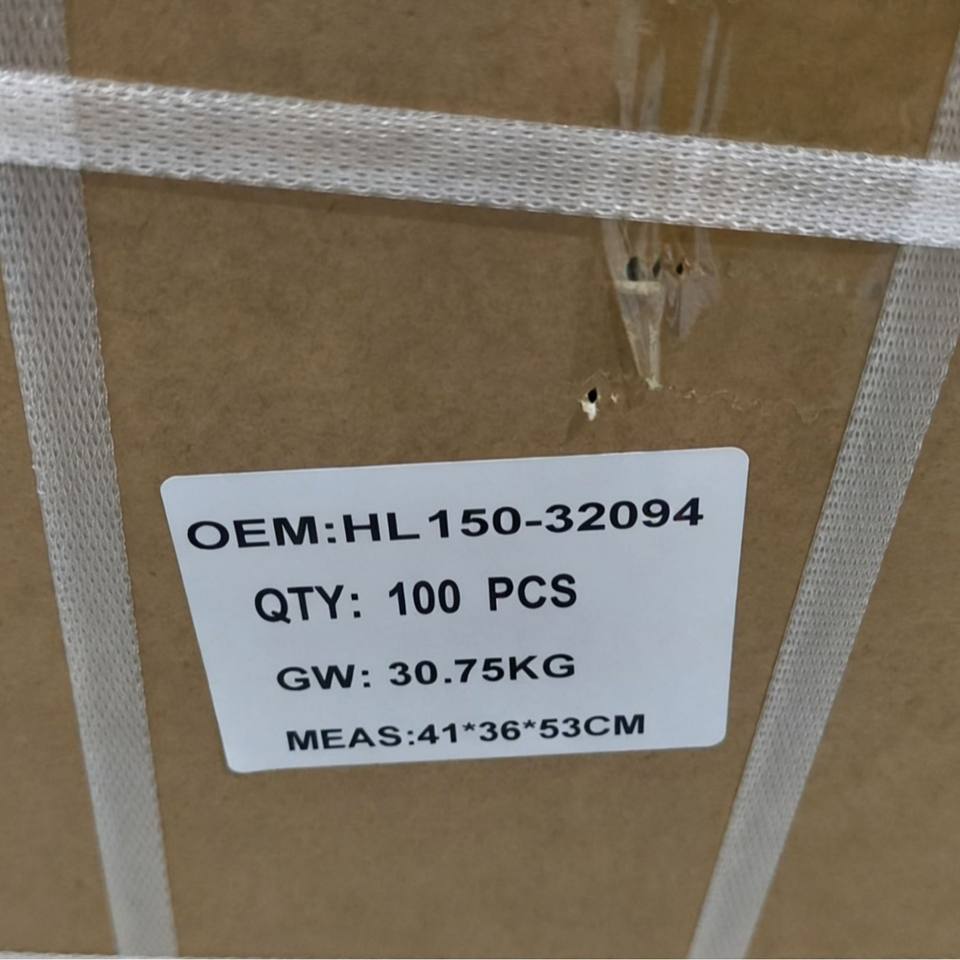 OEM:HL150-32094
QTY: 100 PCS
GW: 30.75KG
MEAS:41*36*53CM